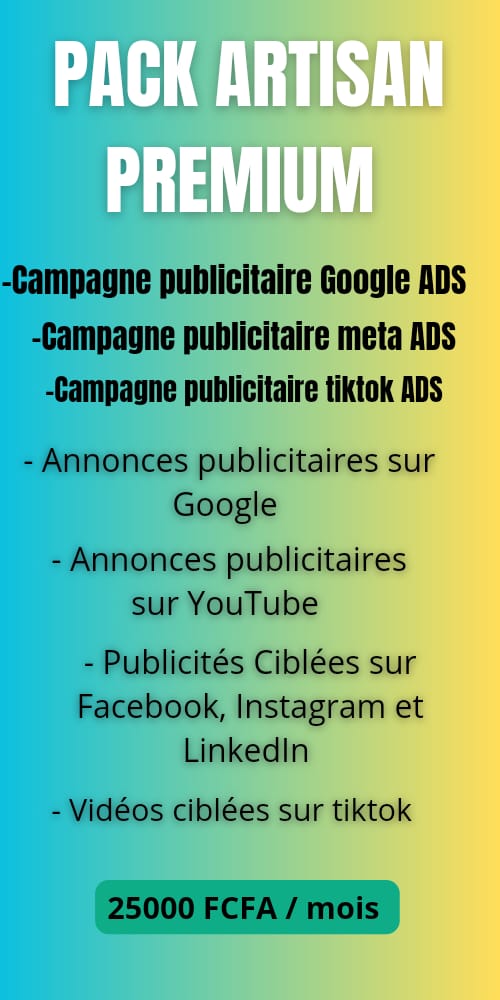 PACK ARTISAN
PREMIUM
-Campagne publicitaire Google ADS
-Campagne publicitaire meta ADS
-Campagne publicitaire tiktok ADS
- Annonces publicitaires sur
Google
- Annonces publicitaires
sur YouTube
- Publicités Ciblées sur
Facebook, Instagram et
LinkedIn
- Vidéos ciblées sur tiktok
25000 FCFA / mois